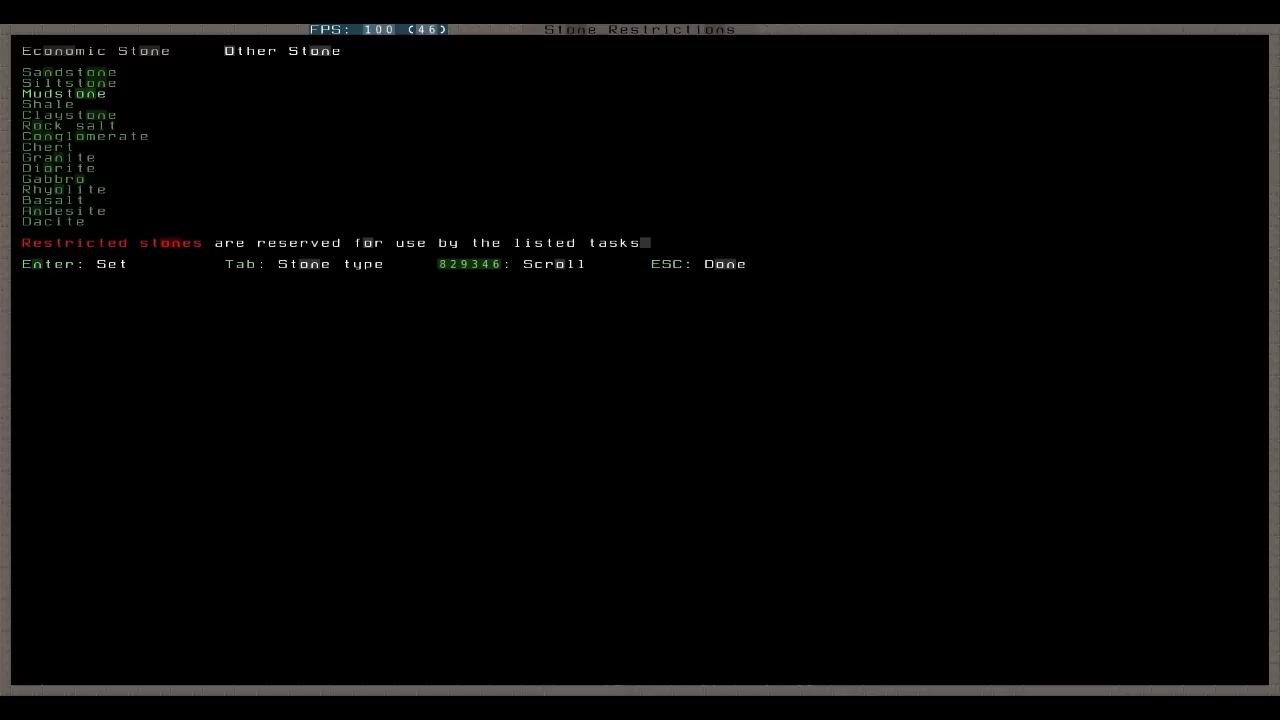 FPS: 100 (46) Stone Restrictions
Economic Stone Other Stone
Sandstone
Siltstone
Mudstone
Shale
Claystone
Rock salt
Conglomerate
Chert
Granite
Diorite
Gabbro
Rhyolite
Basalt
Andesite
Dacite
Restricted stones are reserved for use by the listed tasks
Enter: Set Tab: Stone type 829346: Scroll ESC: Done